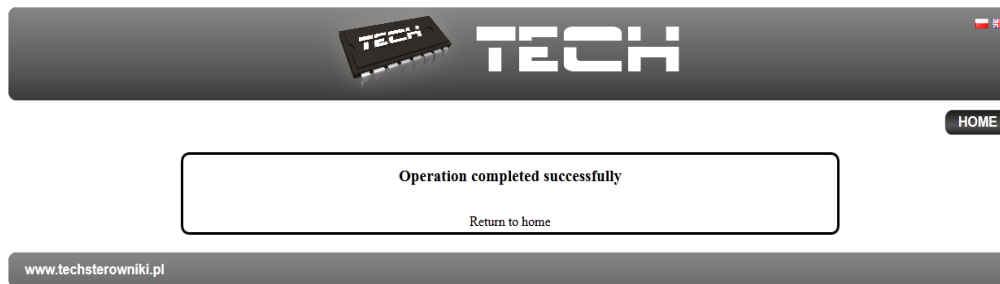 TECH
TECH
HOME
Operation completed successfully
Return to home
www.techsterowniki.pl